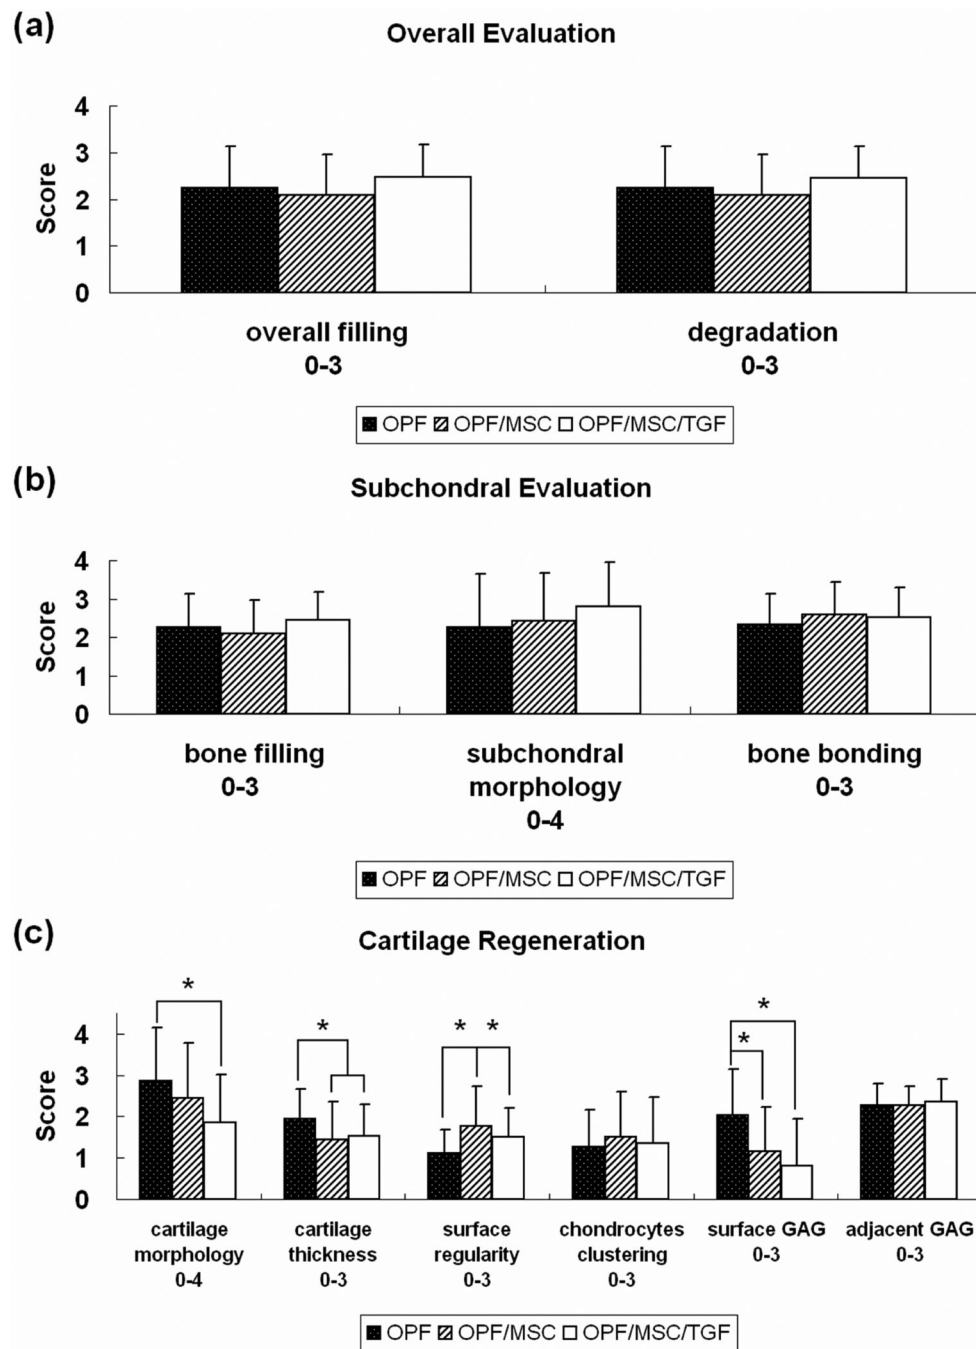 (a)
Overall Evaluation
Score
4
3
2
1
0
overall filling
0-3
degradation
0-3
OPF OPF/MSC OPF/MSC/TGF
(b)
Subchondral Evaluation
Score
4
3
2
1
0
bone filling
0-3
subchondral
morphology
0-4
bone bonding
0-3
OPF OPF/MSC OPF/MSC/TGF
(c)
Cartilage Regeneration
Score
4
3
2
1
0
*
*
* *
*
*
cartilage
morphology
0-4
cartilage
thickness
0-3
surface
regularity
0-3
chondrocytes
clustering
0-3
surface GAG
0-3
adjacent GAG
0-3
OPF OPF/MSC OPF/MSC/TGF